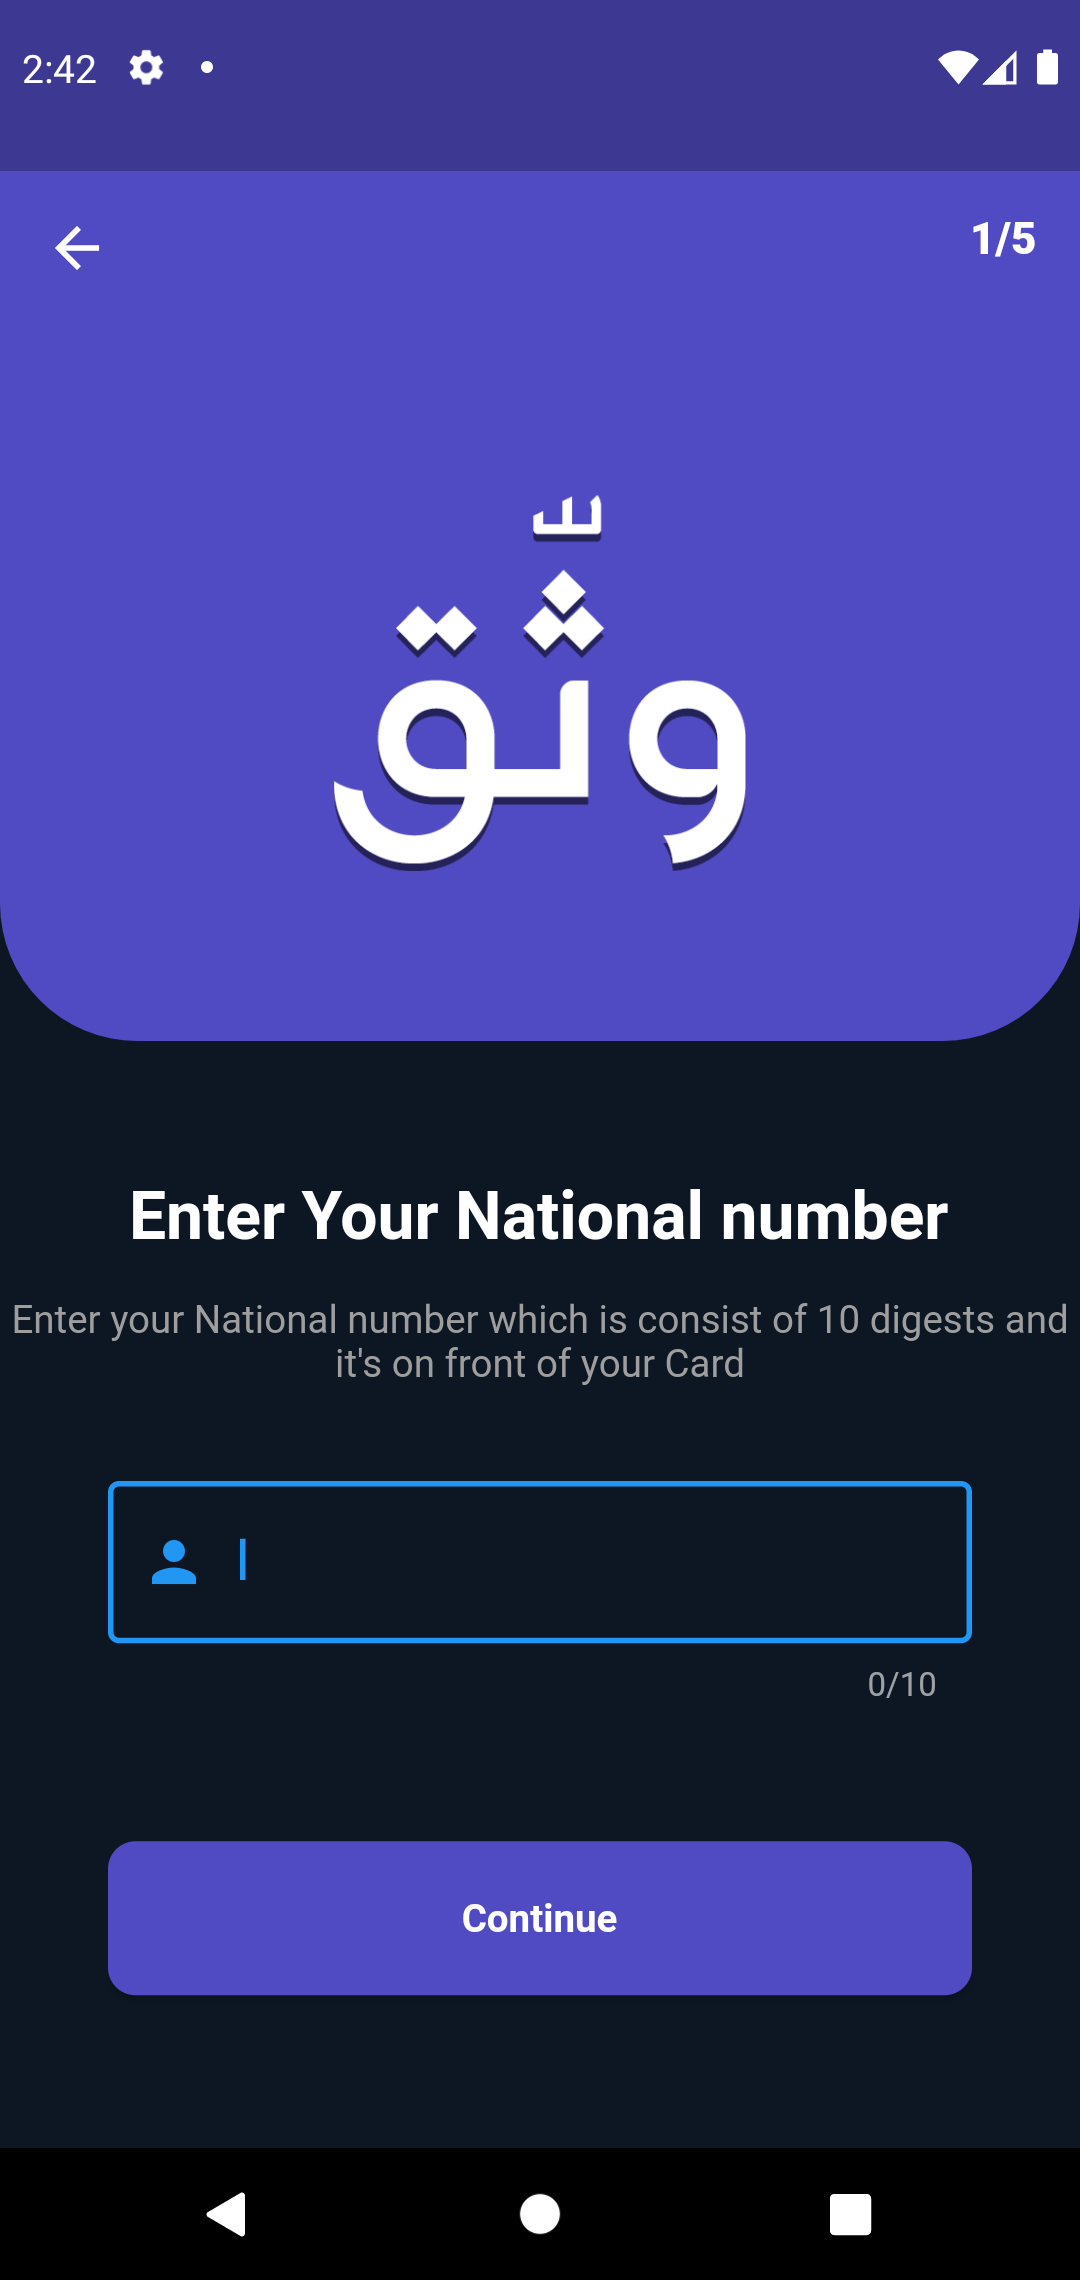 2:42
1/5
وثّق
Enter Your National number
Enter your National number which is consist of 10 digests and
it's on front of your Card
0/10
Continue